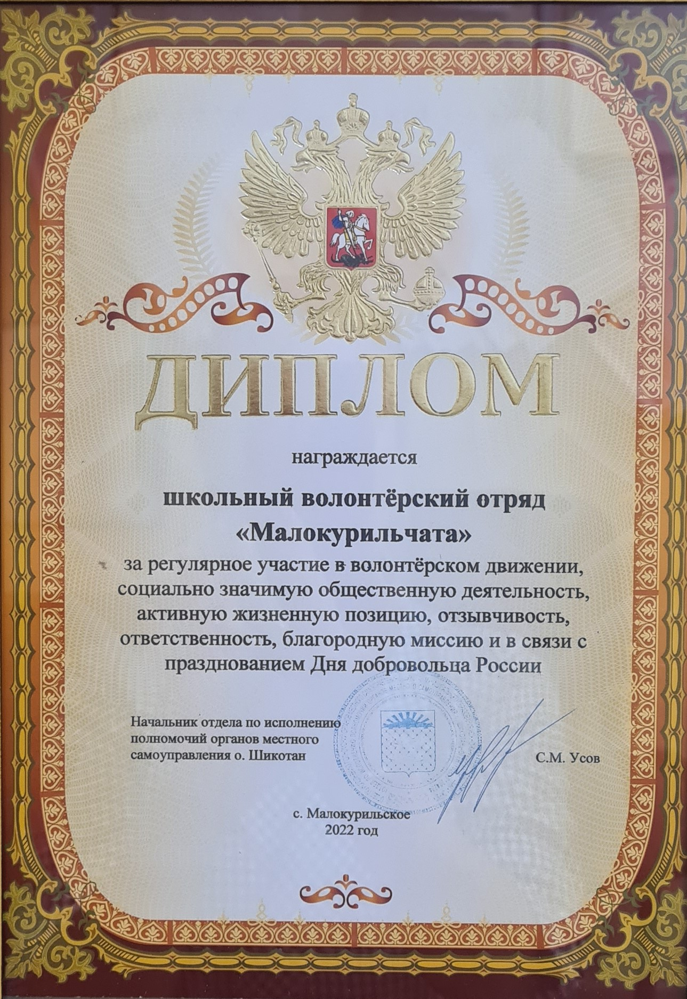 ДИПЛОМ
награждается
школьный волонтёрский отряд
«Малокурильчата»
за регулярное участие в волонтёрском движении,
социально значимую общественную деятельность,
активную жизненную позицию, отзывчивость,
ответственность, благородную миссию и в связи с
празднованием Дня добровольца России
Начальник отдела по исполнению
полномочий органов местного
самоуправления о. Шикотан
С.М. Усов
с. Малокурильское
2022 год